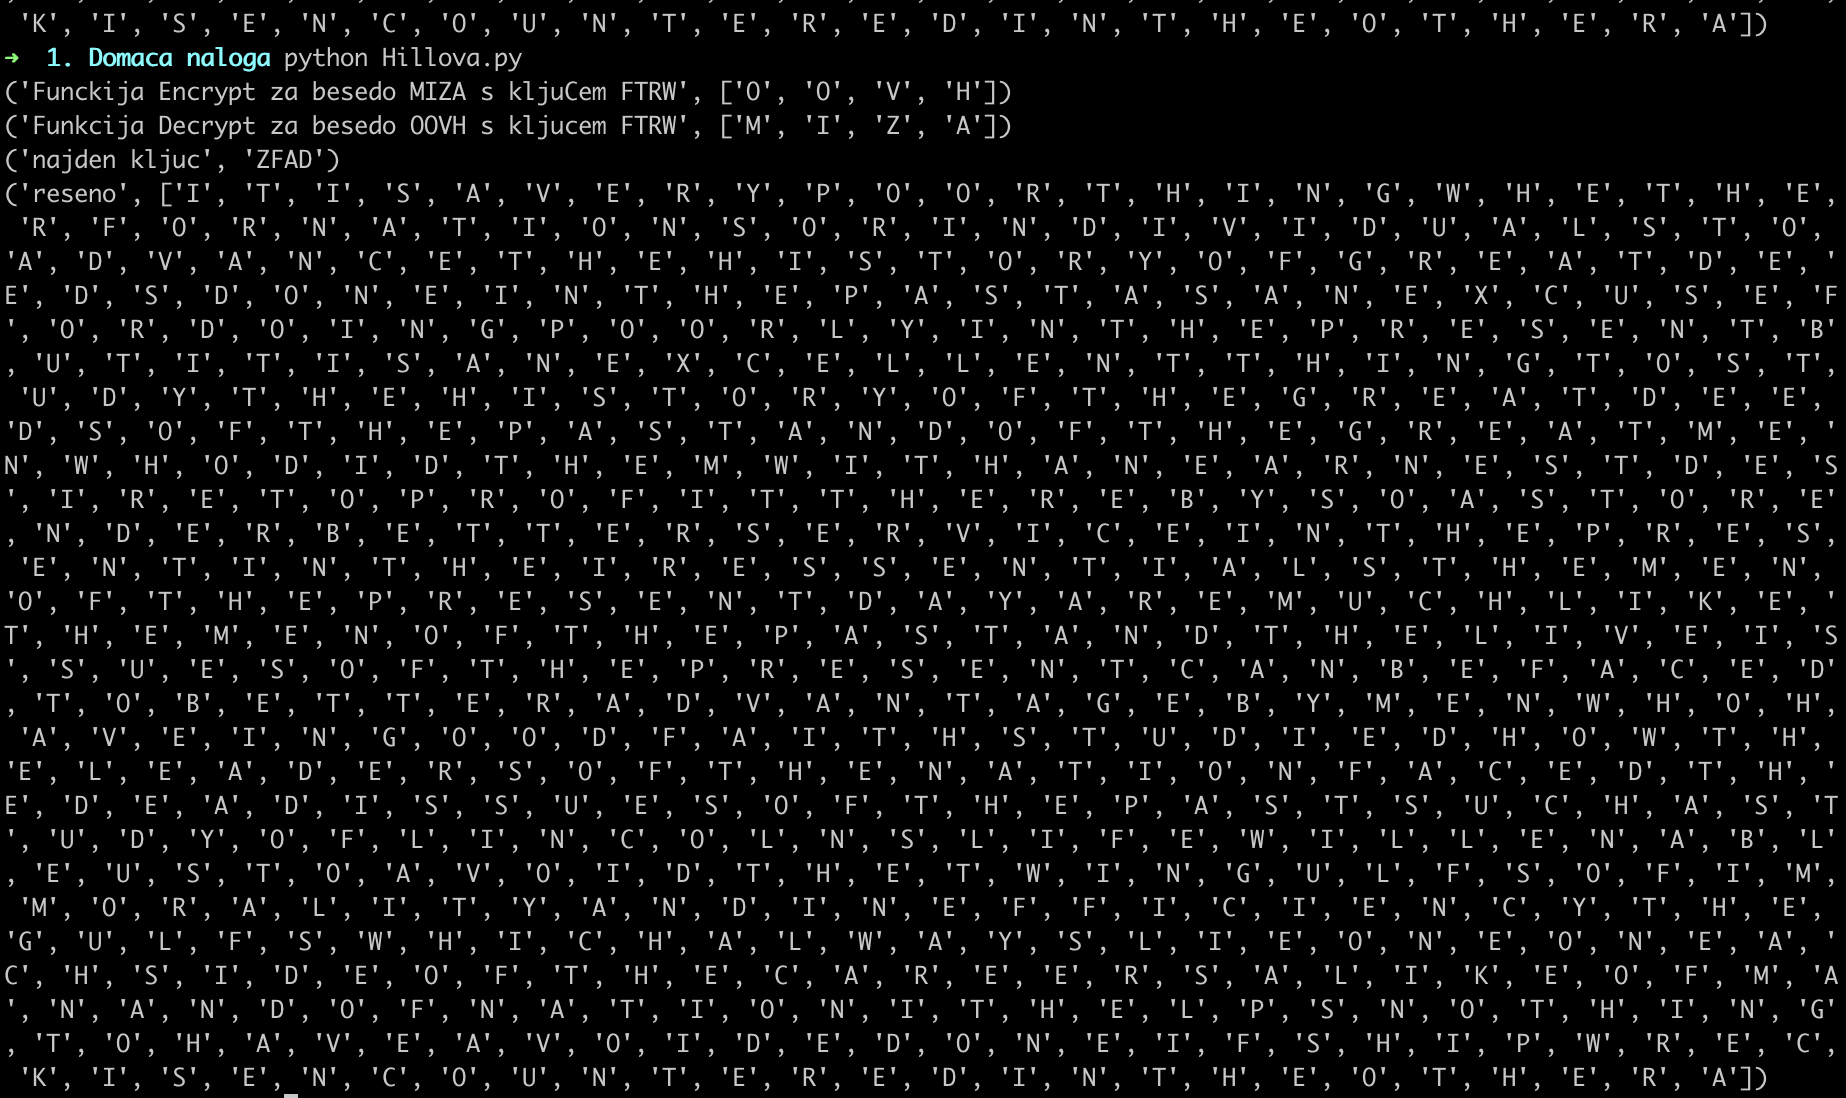 'K', 'I', 'S', 'E', 'N', 'C', 'O', 'U', 'N', 'T', 'E', 'R', 'E', 'D', 'I', 'N', 'T', 'H', 'E', 'O', 'T', 'H', 'E', 'R', 'A'])
→ 1. Domaca naloga python Hillova.py
('Funckija Encrypt za besedo MIZA s kljuCem FTRW', ['O', 'O', 'V', 'H'])
('Funkcija Decrypt za besedo OOVH s kljucem FTRW', ['M', 'I', 'Z', 'A'])
('najden kljuc', 'ZFAD')
('reseno', ['I', 'T', 'I', 'S', 'A', 'V', 'E', 'R', 'Y', 'P', 'O', 'O', 'R', 'T', 'H', 'I', 'N', 'G', 'W', 'H', 'E', 'T', 'H', 'E',
'R', 'F', 'O', 'R', 'N', 'A', 'T', 'I', 'O', 'N', 'S', 'O', 'R', 'I', 'N', 'D', 'I', 'V', 'I', 'D', 'U', 'A', 'L', 'S', 'T', 'O',
'A', 'D', 'V', 'A', 'N', 'C', 'E', 'T', 'H', 'E', 'H', 'I', 'S', 'T', 'O', 'R', 'Y', 'O', 'F', 'G', 'R', 'E', 'A', 'T', 'D', 'E', '
E', 'D', 'S', 'D', 'O', 'N', 'E', 'I', 'N', 'T', 'H', 'E', 'P', 'A', 'S', 'T', 'A', 'S', 'A', 'N', 'E', 'X', 'C', 'U', 'S', 'E', 'F
', 'O', 'R', 'D', 'O', 'I', 'N', 'G', 'P', 'O', 'O', 'R', 'L', 'Y', 'I', 'N', 'T', 'H', 'E', 'P', 'R', 'E', 'S', 'E', 'N', 'T', 'B'
, 'U', 'T', 'I', 'T', 'I', 'S', 'A', 'N', 'E', 'X', 'C', 'E', 'L', 'L', 'E', 'N', 'T', 'T', 'H', 'I', 'N', 'G', 'T', 'O', 'S', 'T',
'U', 'D', 'Y', 'T', 'H', 'E', 'H', 'I', 'S', 'T', 'O', 'R', 'Y', 'O', 'F', 'T', 'H', 'E', 'G', 'R', 'E', 'A', 'T', 'D', 'E', 'E',
'D', 'S', 'O', 'F', 'T', 'H', 'E', 'P', 'A', 'S', 'T', 'A', 'N', 'D', 'O', 'F', 'T', 'H', 'E', 'G', 'R', 'E', 'A', 'T', 'M', 'E', '
N', 'W', 'H', 'O', 'D', 'I', 'D', 'T', 'H', 'E', 'M', 'W', 'I', 'T', 'H', 'A', 'N', 'E', 'A', 'R', 'N', 'E', 'S', 'T', 'D', 'E', 'S
', 'I', 'R', 'E', 'T', 'O', 'P', 'R', 'O', 'F', 'I', 'T', 'T', 'H', 'E', 'R', 'E', 'B', 'Y', 'S', 'O', 'A', 'S', 'T', 'O', 'R', 'E'
, 'N', 'D', 'E', 'R', 'B', 'E', 'T', 'T', 'E', 'R', 'S', 'E', 'R', 'V', 'I', 'C', 'E', 'I', 'N', 'T', 'H', 'E', 'P', 'R', 'E', 'S',
'E', 'N', 'T', 'I', 'N', 'T', 'H', 'E', 'I', 'R', 'E', 'S', 'S', 'E', 'N', 'T', 'I', 'A', 'L', 'S', 'T', 'H', 'E', 'M', 'E', 'N',
'O', 'F', 'T', 'H', 'E', 'P', 'R', 'E', 'S', 'E', 'N', 'T', 'D', 'A', 'Y', 'A', 'R', 'E', 'M', 'U', 'C', 'H', 'L', 'I', 'K', 'E', '
T', 'H', 'E', 'M', 'E', 'N', 'O', 'F', 'T', 'H', 'E', 'P', 'A', 'S', 'T', 'A', 'N', 'D', 'T', 'H', 'E', 'L', 'I', 'V', 'E', 'I', 'S
', 'S', 'U', 'E', 'S', 'O', 'F', 'T', 'H', 'E', 'P', 'R', 'E', 'S', 'E', 'N', 'T', 'C', 'A', 'N', 'B', 'E', 'F', 'A', 'C', 'E', 'D'
, 'T', 'O', 'B', 'E', 'T', 'T', 'E', 'R', 'A', 'D', 'V', 'A', 'N', 'T', 'A', 'G', 'E', 'B', 'Y', 'M', 'E', 'N', 'W', 'H', 'O', 'H',
'A', 'V', 'E', 'I', 'N', 'G', 'O', 'O', 'D', 'F', 'A', 'I', 'T', 'H', 'S', 'T', 'U', 'D', 'I', 'E', 'D', 'H', 'O', 'W', 'T', 'H',
'E', 'L', 'E', 'A', 'D', 'E', 'R', 'S', 'O', 'F', 'T', 'H', 'E', 'N', 'A', 'T', 'I', 'O', 'N', 'F', 'A', 'C', 'E', 'D', 'T', 'H', '
E', 'D', 'E', 'A', 'D', 'I', 'S', 'S', 'U', 'E', 'S', 'O', 'F', 'T', 'H', 'E', 'P', 'A', 'S', 'T', 'S', 'U', 'C', 'H', 'A', 'S', 'T
', 'U', 'D', 'Y', 'O', 'F', 'L', 'I', 'N', 'C', 'O', 'L', 'N', 'S', 'L', 'I', 'F', 'E', 'W', 'I', 'L', 'L', 'E', 'N', 'A', 'B', 'L'
, 'E', 'U', 'S', 'T', 'O', 'A', 'V', 'O', 'I', 'D', 'T', 'H', 'E', 'T', 'W', 'I', 'N', 'G', 'U', 'L', 'F', 'S', 'O', 'F', 'I', 'M',
'M', 'O', 'R', 'A', 'L', 'I', 'T', 'Y', 'A', 'N', 'D', 'I', 'N', 'E', 'F', 'F', 'I', 'C', 'I', 'E', 'N', 'C', 'Y', 'T', 'H', 'E',
'G', 'U', 'L', 'F', 'S', 'W', 'H', 'I', 'C', 'H', 'A', 'L', 'W', 'A', 'Y', 'S', 'L', 'I', 'E', 'O', 'N', 'E', 'O', 'N', 'E', 'A', '
C', 'H', 'S', 'I', 'D', 'E', 'O', 'F', 'T', 'H', 'E', 'C', 'A', 'R', 'E', 'E', 'R', 'S', 'A', 'L', 'I', 'K', 'E', 'O', 'F', 'M', 'A
', 'N', 'A', 'N', 'D', 'O', 'F', 'N', 'A', 'T', 'I', 'O', 'N', 'I', 'T', 'H', 'E', 'L', 'P', 'S', 'N', 'O', 'T', 'H', 'I', 'N', 'G'
, 'T', 'O', 'H', 'A', 'V', 'E', 'A', 'V', 'O', 'I', 'D', 'E', 'D', 'O', 'N', 'E', 'I', 'F', 'S', 'H', 'I', 'P', 'W', 'R', 'E', 'C',
'K', 'I', 'S', 'E', 'N', 'C', 'O', 'U', 'N', 'T', 'E', 'R', 'E', 'D', 'I', 'N', 'T', 'H', 'E', 'O', 'T', 'H', 'E', 'R', 'A'])